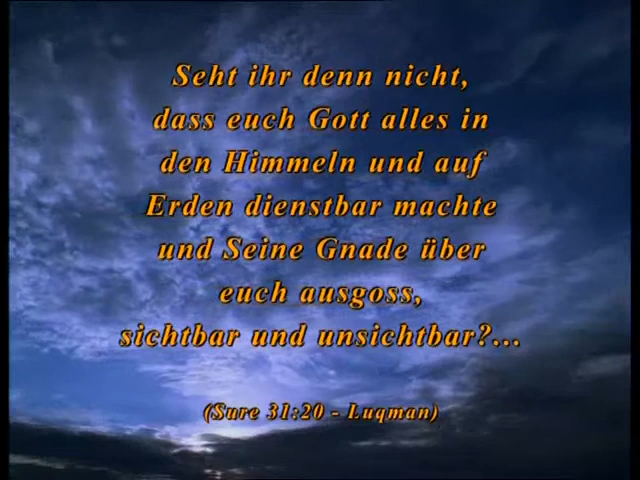 Seht ihr denn nicht,
dass euch Gott alles in
den Himmeln und auf
Erden dienstbar machte
und Seine Gnade über
euch ausgoss,
sichtbar und unsichtbar?...
(Sure 31:20 - Luqman)